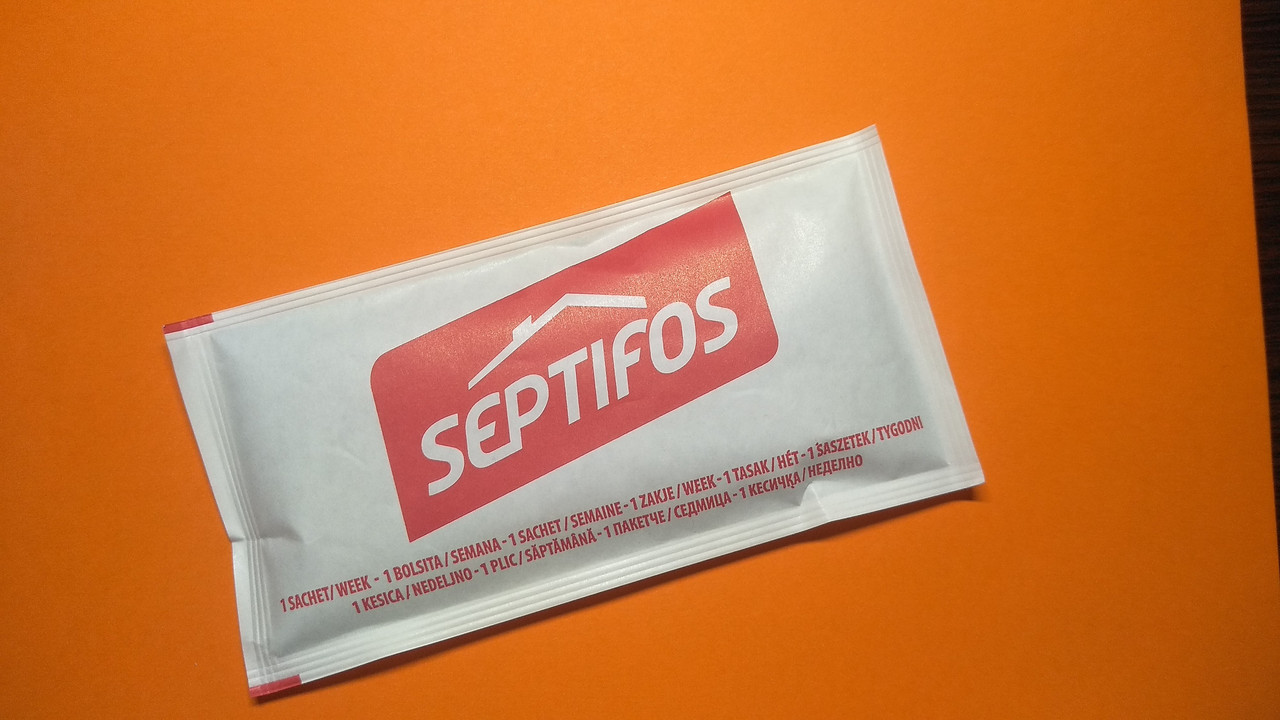 SEPTIFOS
1 SACHET/ WEEK - 1 BOLSITA / SEMANA - 1 SACHET / SEMAINE - 1 ZAKJE / WEEK - 1 TASAK / HÉT - 1 SASZETEK / TYGODNI
1 KESICA / NEDELJNO - 1 PLIC / SĂPTĂMÂNĂ - 1 ПАКЕТЧЕ / СЕДМИЦА - 1 КЕСИЧКА / НЕДЕЛНО